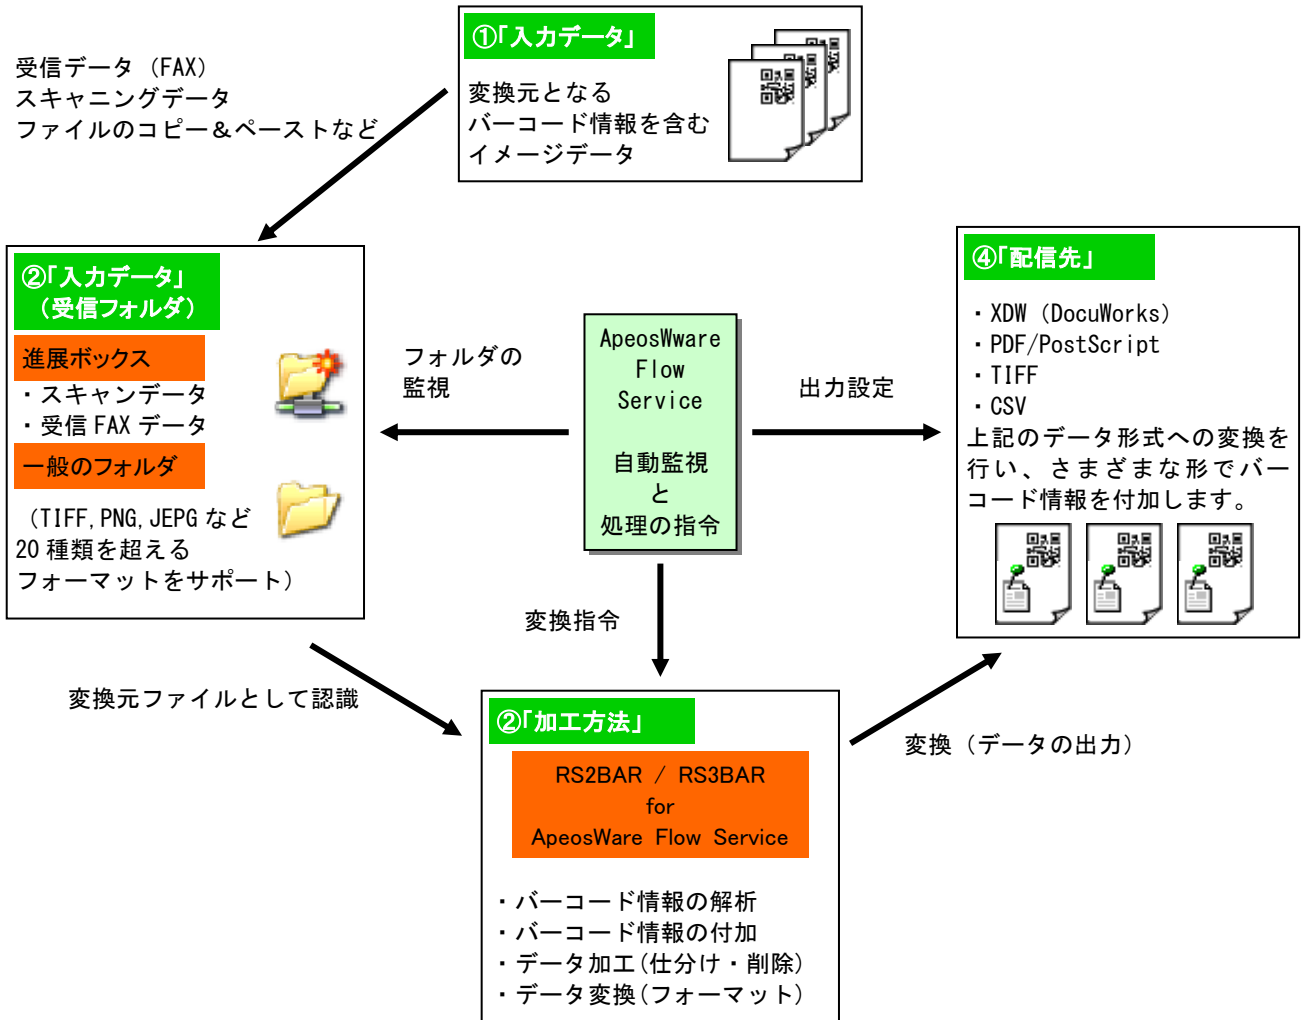 ①「入力データ」
変換元となる
バーコード情報を含む
イメージデータ
受信データ (FAX)
スキャニングデータ
ファイルのコピー＆ペーストなど
②「入力データ」
（受信フォルダ）
進展ボックス
・スキャンデータ
・受信 FAX データ
一般のフォルダ
（TIFF,PNG,JEPG など
20 種類を超える
フォーマットをサポート）
フォルダの
監視
ApeosWware
Flow
Service
自動監視
と
処理の指令
出力設定
④「配信先」
・XDW (DocuWorks)
・PDF/PostScript
・TIFF
・CSV
上記のデータ形式への変換を
行い、さまざまな形でバー
コード情報を付加します。
変換指令
変換元ファイルとして認識
②「加工方法」
RS2BAR / RS3BAR
for
ApeosWare Flow Service
・バーコード情報の解析
・バーコード情報の付加
・データ加工(仕分け・削除)
・データ変換(フォーマット)
変換（データの出力）